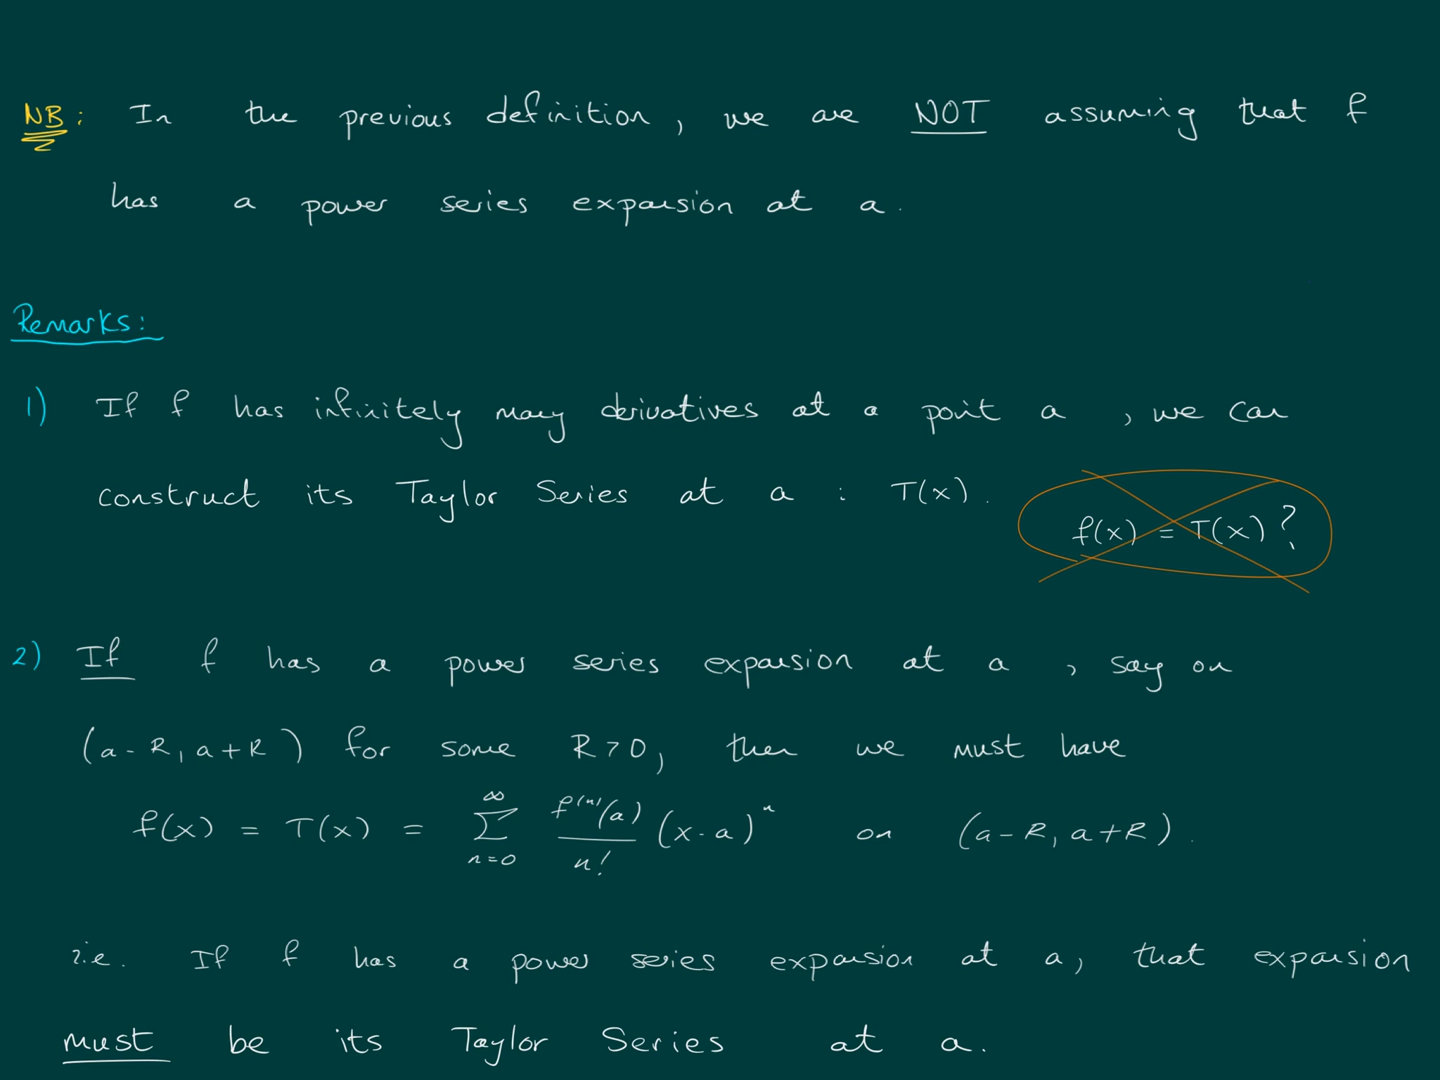 NB: In the previous definition, we are NOT assuming that f
has a power series expansion at a.
Remarks:
1) If f has infinitely many derivatives at a point a, we can
construct its Taylor Series at a : T(x).
f(x) = T(x)?
2) If f has a power series expansion at a, say on
(a-R, a+R) for some R>0, then we must have
f(x) = T(x) = ∑_{n=0}^{∞} f^{(n)}(a)/n! (x-a)^n on (a-R, a+R).
i.e. If f has a power series expansion at a, that expansion
must be its Taylor Series at a.